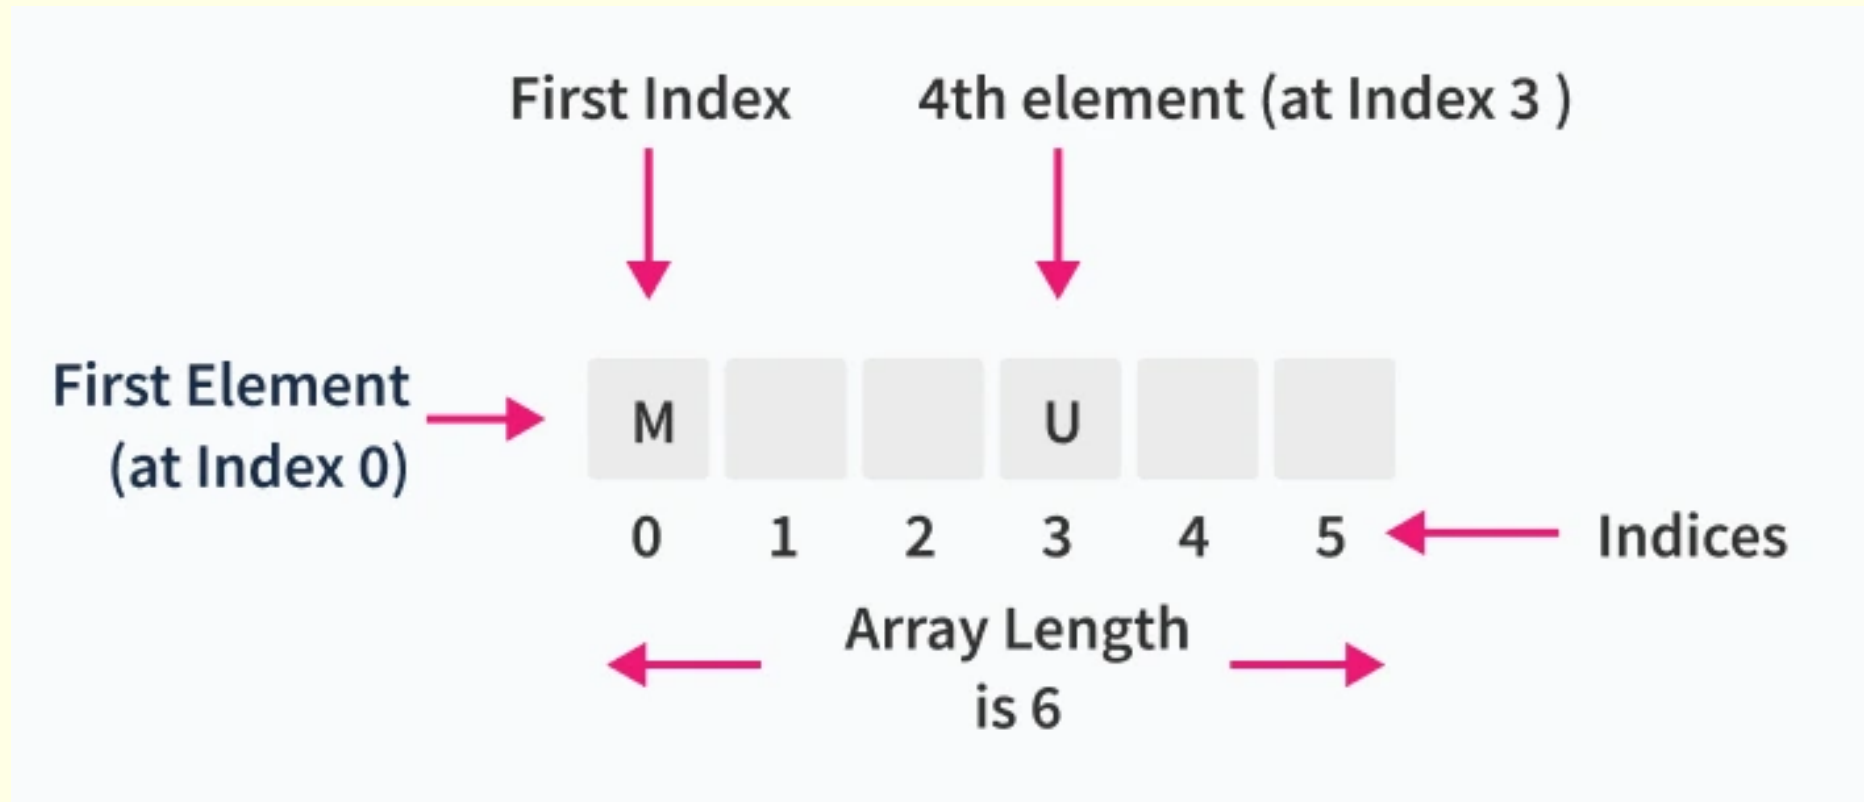 First Index
4th element (at Index 3 )
First Element
(at Index 0)
M
U
0 1 2 3 4 5
Indices
Array Length
is 6